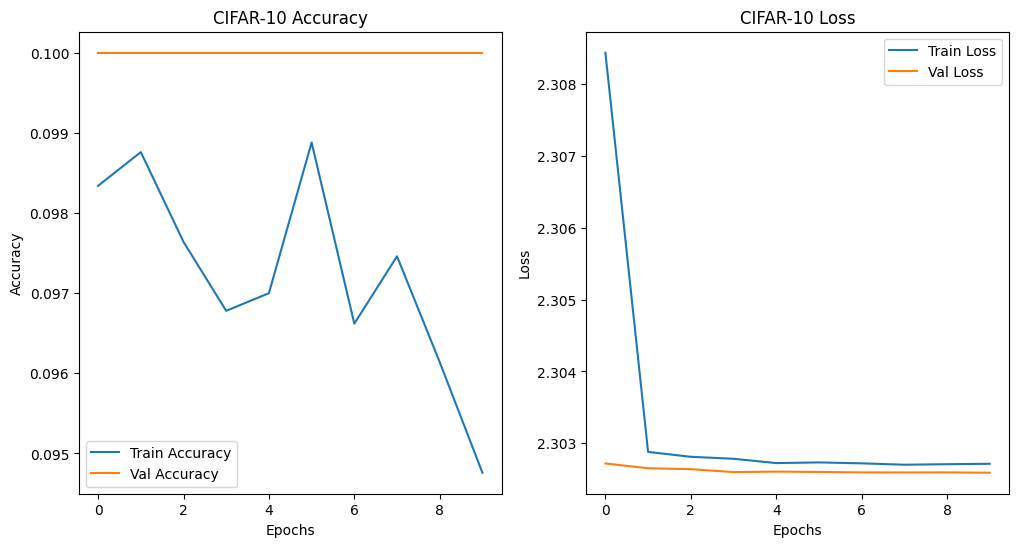 CIFAR-10 Accuracy
0.100
0.099
0.098
0.097
0.096
0.095
Accuracy
Train Accuracy
Val Accuracy
0 2 4 6 8
Epochs
CIFAR-10 Loss
Train Loss
Val Loss
2.308
2.307
2.306
2.305
2.304
2.303
Loss
0 2 4 6 8
Epochs